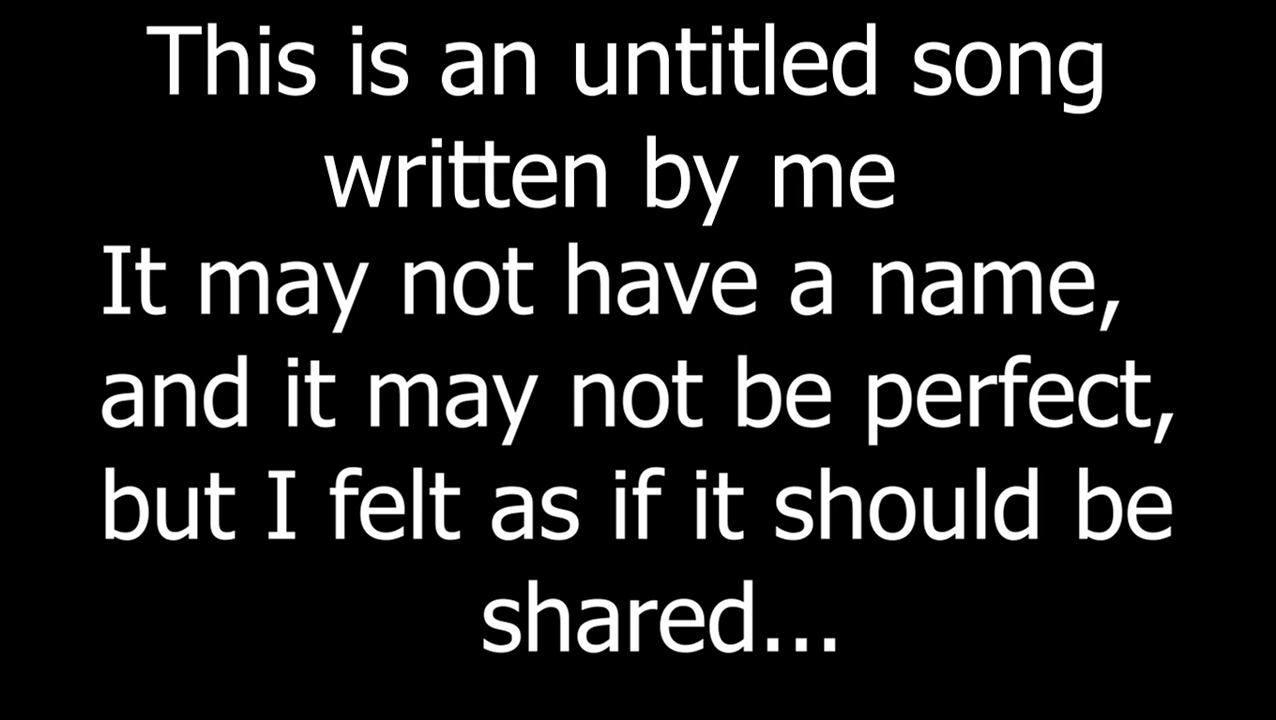 This is an untitled song
written by me
It may not have a name,
and it may not be perfect,
but I felt as if it should be
shared...